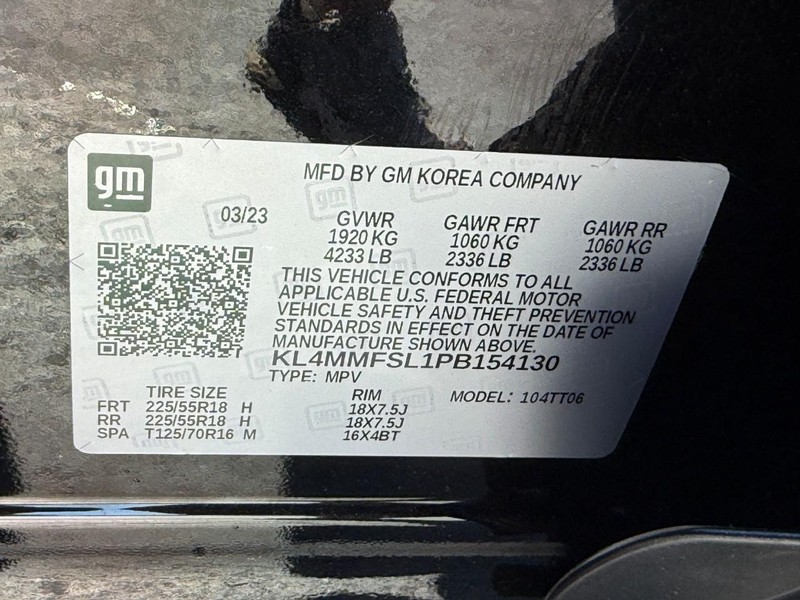 gm
MFD BY GM KOREA COMPANY
03/23
GVWR GAWR FRT GAWR RR
1920 KG 1060 KG 1060 KG
4233 LB 2336 LB 2336 LB
THIS VEHICLE CONFORMS TO ALL
APPLICABLE U.S. FEDERAL MOTOR
VEHICLE SAFETY AND THEFT PREVENTION
STANDARDS IN EFFECT ON THE DATE OF
MANUFACTURE SHOWN ABOVE.
KL4MMFSL1PB154130
TYPE: MPV
TIRE SIZE RIM MODEL: 104TT06
FRT 225/55R18 H 18X7.5J
RR 225/55R18 H 18X7.5J
SPA T125/70R16 M 16X4BT